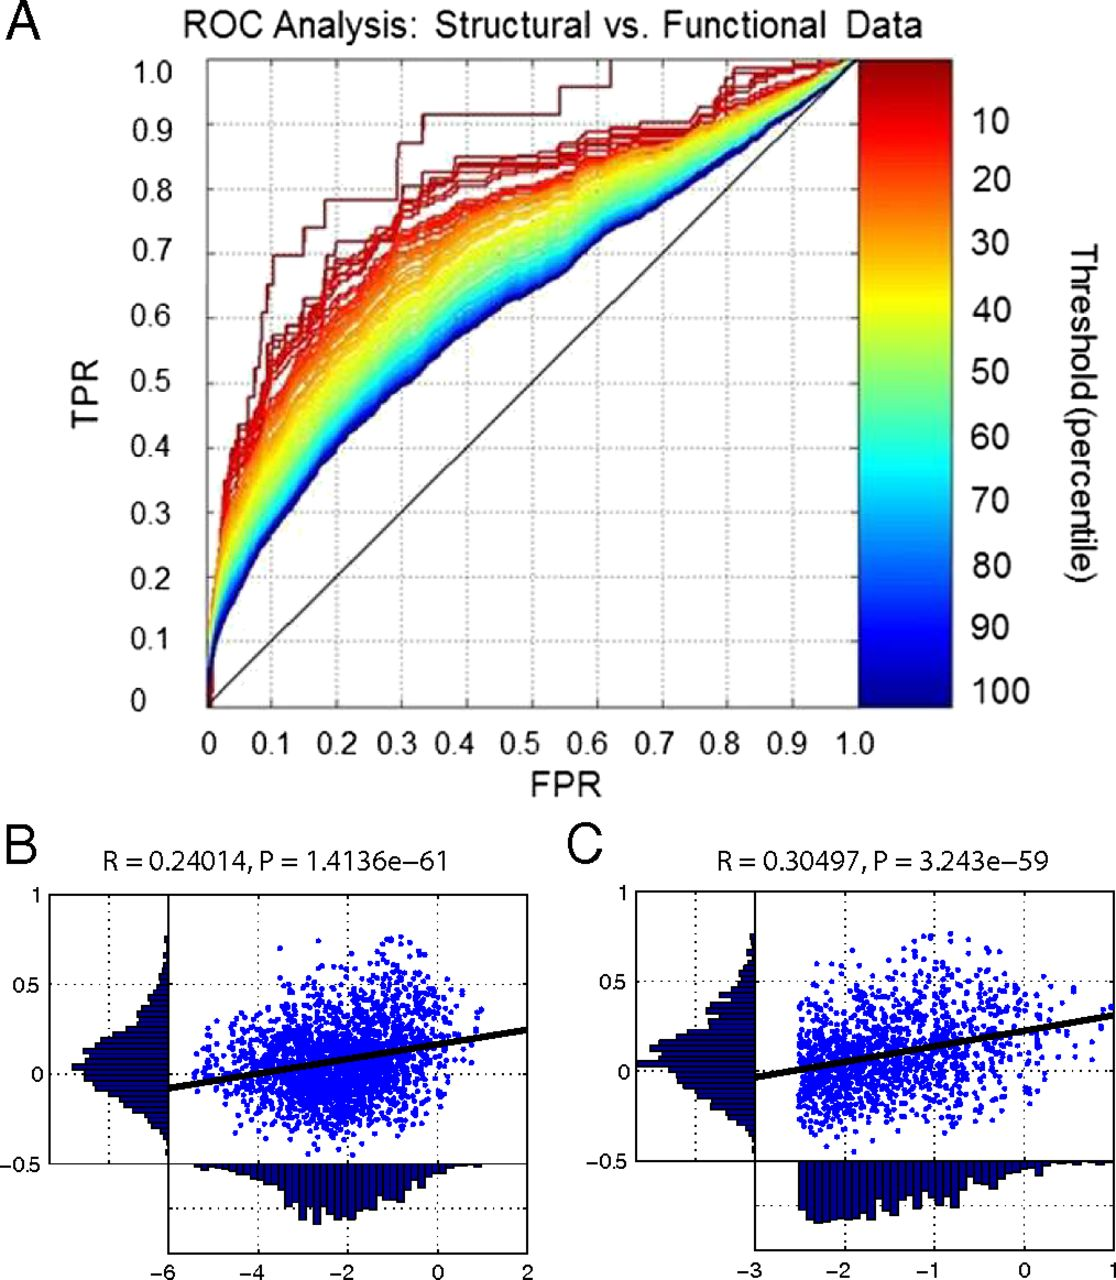 A
ROC Analysis: Structural vs. Functional Data
1.0
0.9
0.8
0.7
0.6
0.5
0.4
0.3
0.2
0.1
0
TPR
0 0.1 0.2 0.3 0.4 0.5 0.6 0.7 0.8 0.9 1.0
FPR
10
20
30
40
50
60
70
80
90
100
Threshold (percentile)
B
R = 0.24014, P = 1.4136e−61
1
0.5
0
−0.5
−6 −4 −2 0 2
C
R = 0.30497, P = 3.243e−59
1
0.5
0
−0.5
−3 −2 −1 0 1